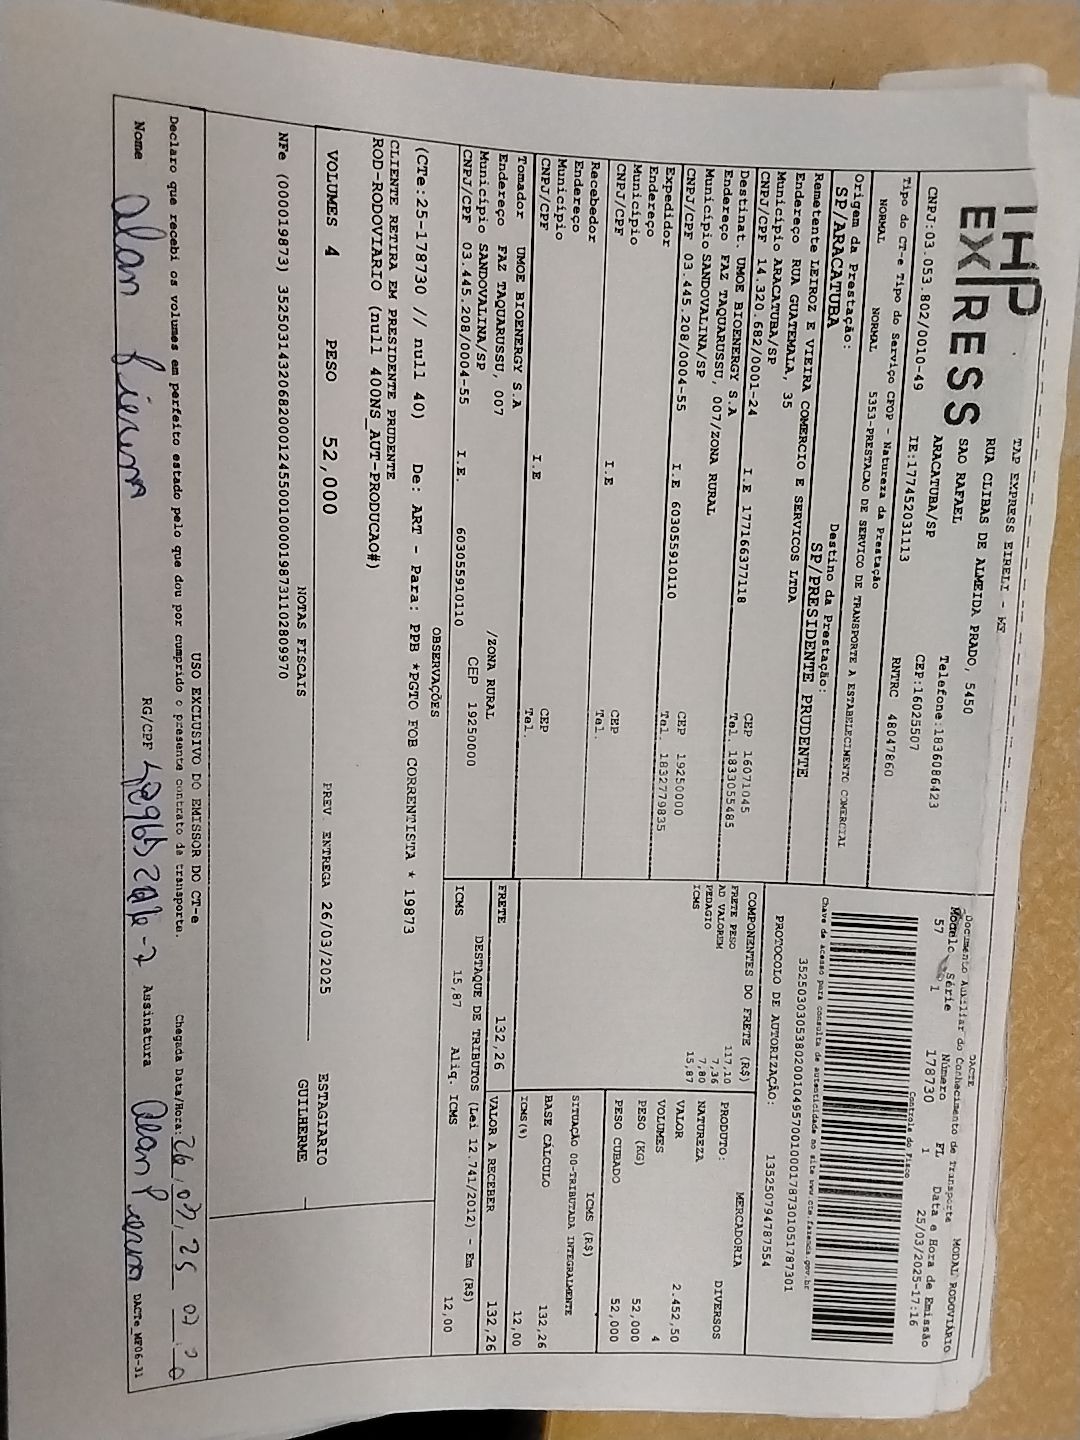 THP
EXPRESS
TAP EXPRESS EIRELI - MT
RUA CLIBAS DE ALMEIDA PRADO, 5450
SAO RAFAEL
ARACATUBA/SP
Telefone:1836086423
CEP:16025507
CNPJ:03.053.802/0010-49 IE:177452031113 RNTRC 48047860
Tipo do CT-e Tipo do Serviço CFOP - Natureza da Prestação
NORMAL NORMAL 5353-PRESTACAO DE SERVICO DE TRANSPORTE A ESTABELECIMENTO COMERCIAL
Origem da Prestação: Destino da Prestação:
SP/ARACATUBA SP/PRESIDENTE PRUDENTE
Remetente LEIROZ E VIEIRA COMERCIO E SERVICOS LTDA
Endereço RUA GUATEMALA, 35
Município ARACATUBA/SP CEP 16071045
CNPJ/CPF 14.320.682/0001-24 I.E 177166377118 Tel. 1833055485
Destinat. UMOE BIOENERGY S.A
Endereço FAZ TAQUARUSSU, 007/ZONA RURAL
Município SANDOVALINA/SP CEP 19250000
CNPJ/CPF 03.445.208/0004-55 I.E 603055910110 Tel. 1832779835
Expedidor
Endereço
Município CEP
CNPJ/CPF I.E Tel.
Recebedor
Endereço
Município CEP
CNPJ/CPF I.E Tel.
Tomador UMOE BIOENERGY S.A
Endereço FAZ TAQUARUSSU, 007 /ZONA RURAL
Município SANDOVALINA/SP CEP 19250000
CNPJ/CPF 03.445.208/0004-55 I.E. 603055910110
DACTE
Documento Auxiliar do Conhecimento de Transporte MODAL RODOVIÁRIO
Modelo Série Número FL Data e Hora de Emissão
57 1 178730 1 25/03/2025-17:16
Controle do Fisco
Chave de acesso para consulta de autenticidade no site www.cte.fazenda.gov.br
35250303053802001049570010001787301051787301
PROTOCOLO DE AUTORIZAÇÃO: 135250794787554
COMPONENTES DO FRETE (R$)
FRETE PESO 117,10
AD VALOREM 7,36
PEDAGIO 7,80
ICMS 15,87
MERCADORIA
PRODUTO: DIVERSOS
NATUREZA
VALOR 2.452,50
VOLUMES 4
PESO (KG) 52,000
PESO CUBADO 52,000
ICMS (R$)
SITUAÇÃO 00-TRIBUTADA INTEGRALMENTE
BASE CÁLCULO 132,26
ICMS(%) 12,00
FRETE 132,26 VALOR A RECEBER 132,26
DESTAQUE DE TRIBUTOS (Lei 12.741/2012) - Em (R$)
ICMS 15,87 Aliq. ICMS 12,00
OBSERVAÇÕES
(CTe:25-178730 // null 40) De: ART - Para: PPB *PGTO FOB CORRENTISTA * 19873
CLIENTE RETIRA EM PRESIDENTE PRUDENTE
ROD-RODOVIARIO (null 400NS_AUT-PRODUCAO#)
VOLUMES 4 PESO 52,000 PREV ENTREGA 26/03/2025 ESTAGIARIO
GUILHERME
NOTAS FISCAIS
NFe (000019873) 35250314320682000124550010000198731102809970
USO EXCLUSIVO DO EMISSOR DO CT-e
Declaro que recebi os volumes em perfeito estado pelo que dou por cumprido o presente contrato de transporte. Chegada Data/Hora: 26,03,25
Nome Alan RG/CPF Assinatura Alan DACTe_MF06-31